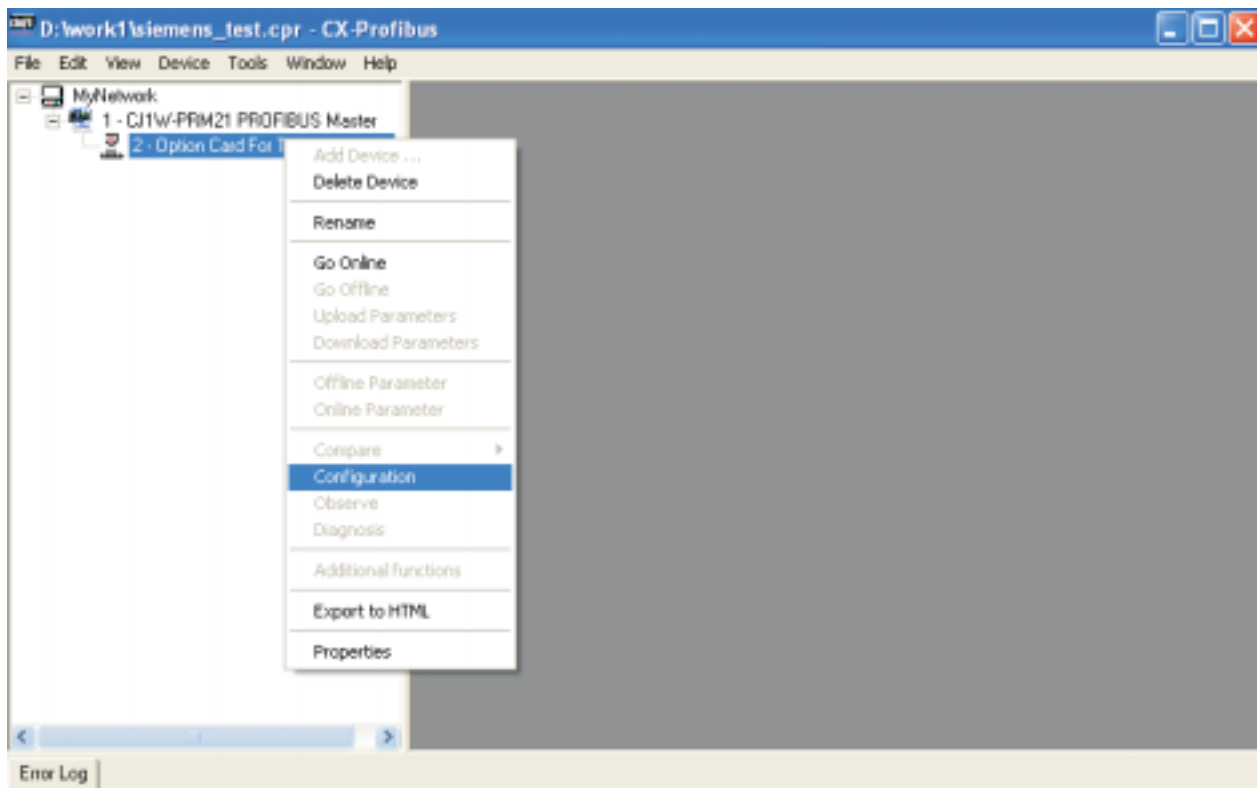 D:\work1\siemens_test.cpr - CX-Profibus
File Edit View Device Tools Window Help
MyNetwork
1 - CJ1W-PRM21 PROFIBUS Master
2 - Option Card For
Add Device ...
Delete Device
Rename
Go Online
Go Offline
Upload Parameters
Download Parameters
Offline Parameter
Online Parameter
Compare
Configuration
Observe
Diagnosis
Additional functions
Export to HTML
Properties
Error Log